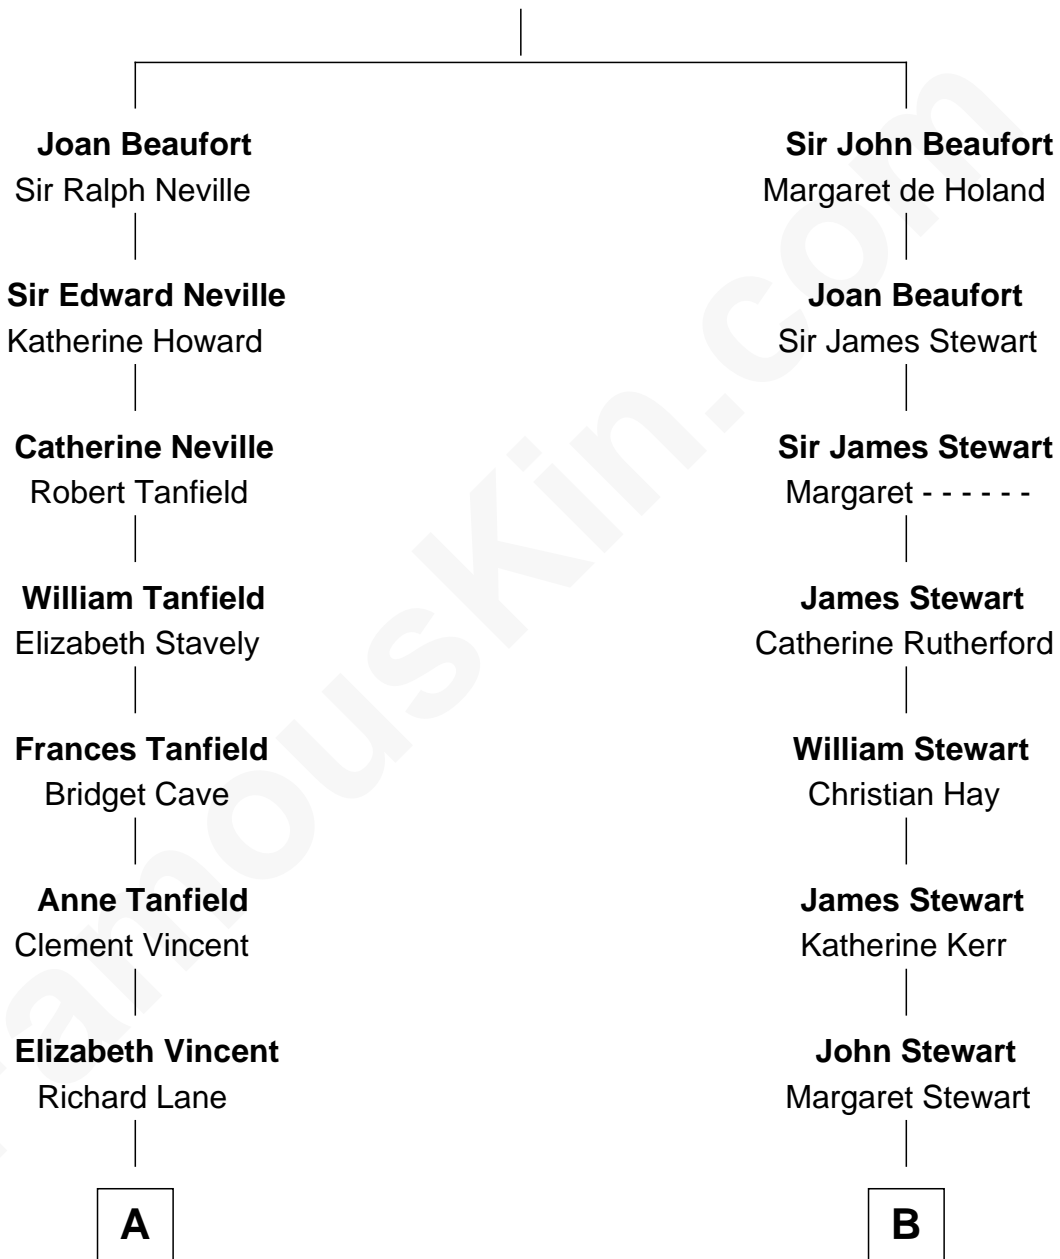 Joan Beaufort
Sir Ralph Neville
Sir Edward Neville
Katherine Howard
Catherine Neville
Robert Tanfield
William Tanfield
Elizabeth Stavely
Frances Tanfield
Bridget Cave
Anne Tanfield
Clement Vincent
Elizabeth Vincent
Richard Lane
A
Sir John Beaufort
Margaret de Holand
Joan Beaufort
Sir James Stewart
Sir James Stewart
Margaret - - - - - -
James Stewart
Catherine Rutherford
William Stewart
Christian Hay
James Stewart
Katherine Kerr
John Stewart
Margaret Stewart
B
FamousKin.com